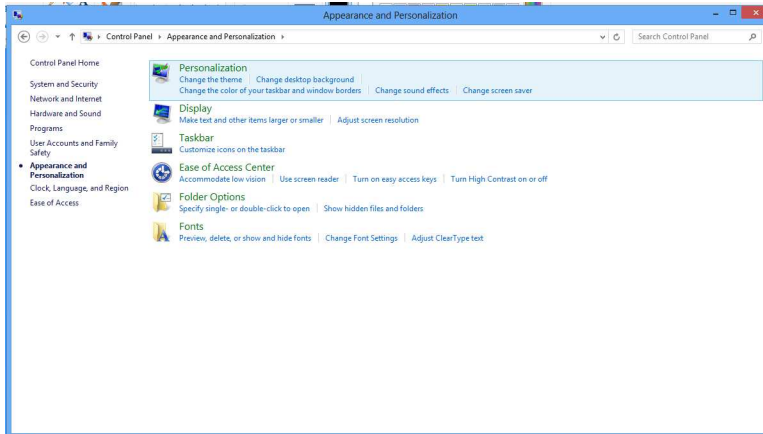 Appearance and Personalization
Control Panel Appearance and Personalization
Search Control Panel
Control Panel Home
System and Security
Network and Internet
Hardware and Sound
Programs
User Accounts and Family
Safety
Appearance and
Personalization
Clock, Language, and Region
Ease of Access
Personalization
Change the theme Change desktop background
Change the color of your taskbar and window borders Change sound effects Change screen saver
Display
Make text and other items larger or smaller Adjust screen resolution
Taskbar
Customize icons on the taskbar
Ease of Access Center
Accommodate low vision Use screen reader Turn on easy access keys Turn High Contrast on or off
Folder Options
Specify single- or double-click to open Show hidden files and folders
Fonts
Preview, delete, or show and hide fonts Change Font Settings Adjust ClearType text